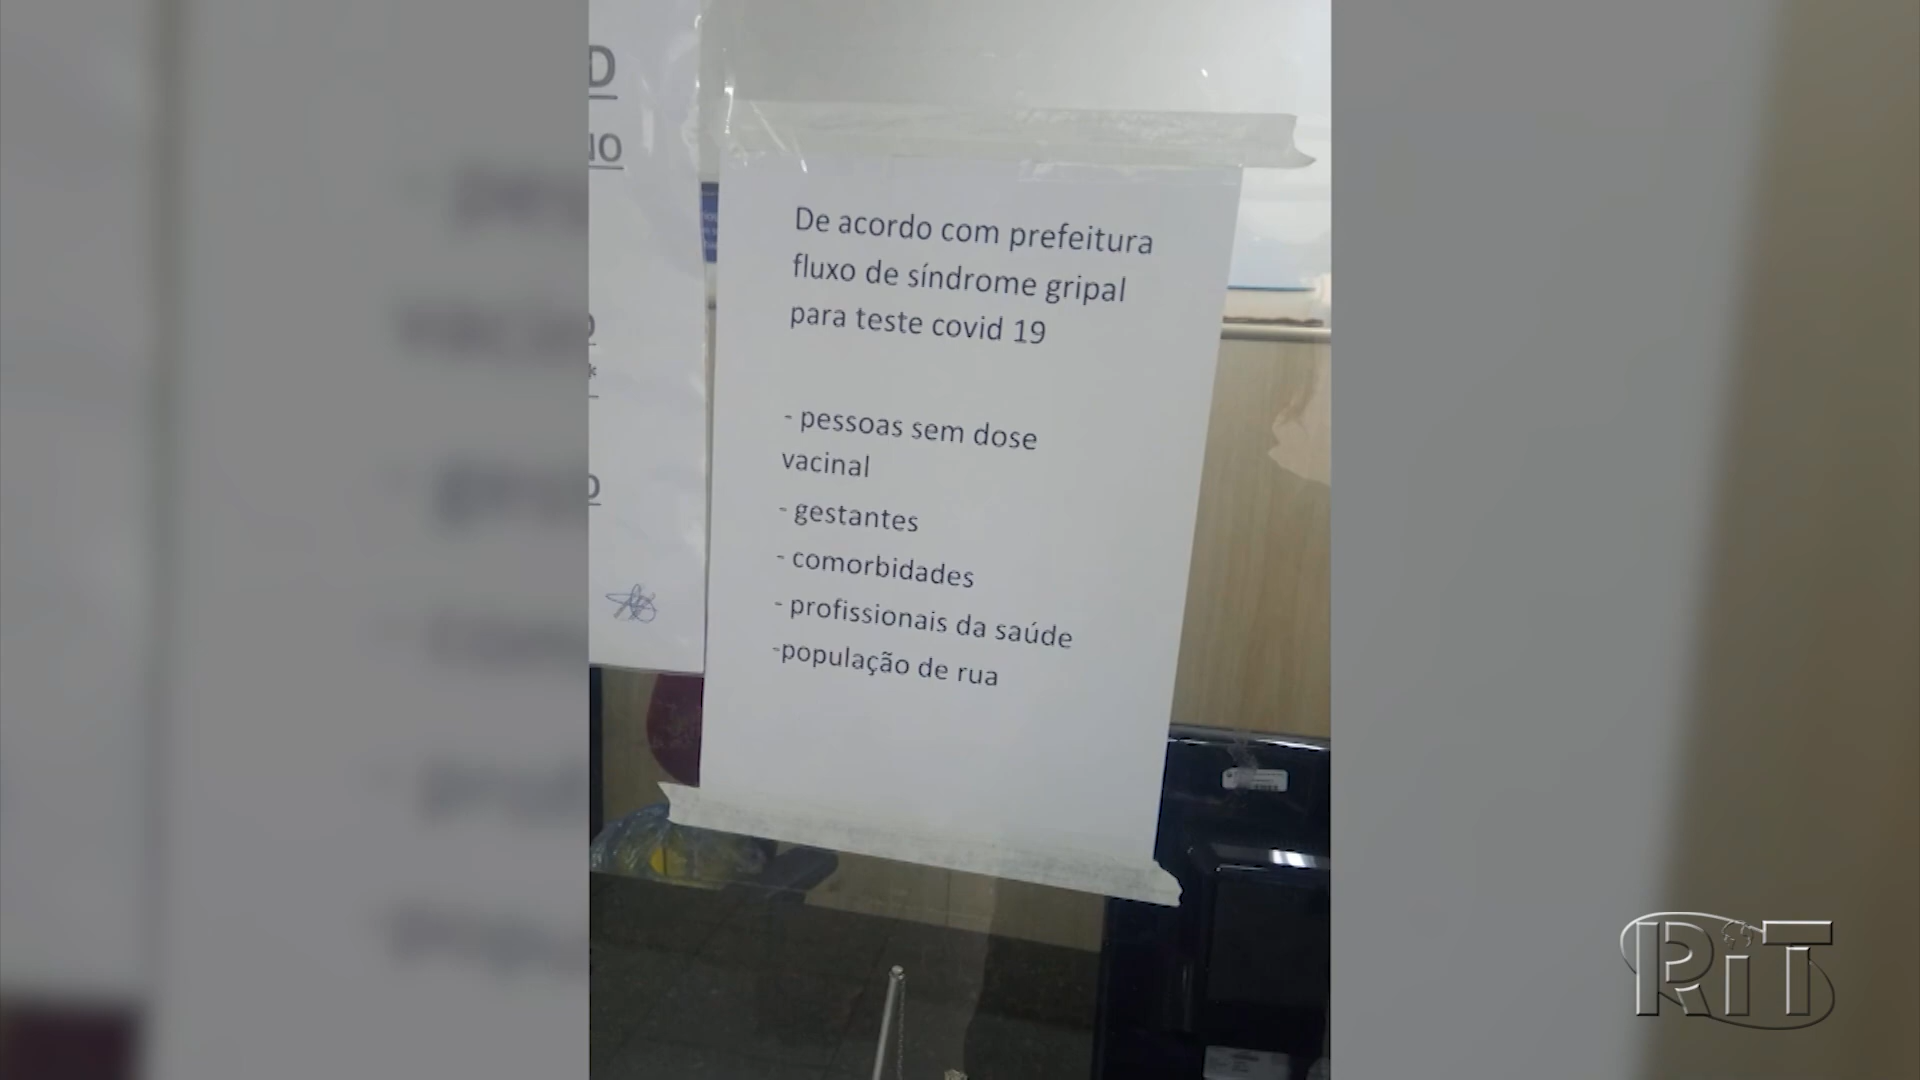 De acordo com prefeitura
fluxo de síndrome gripal
para teste covid 19
- pessoas sem dose
vacinal
- gestantes
- comorbidades
- profissionais da saúde
-população de rua
RiT